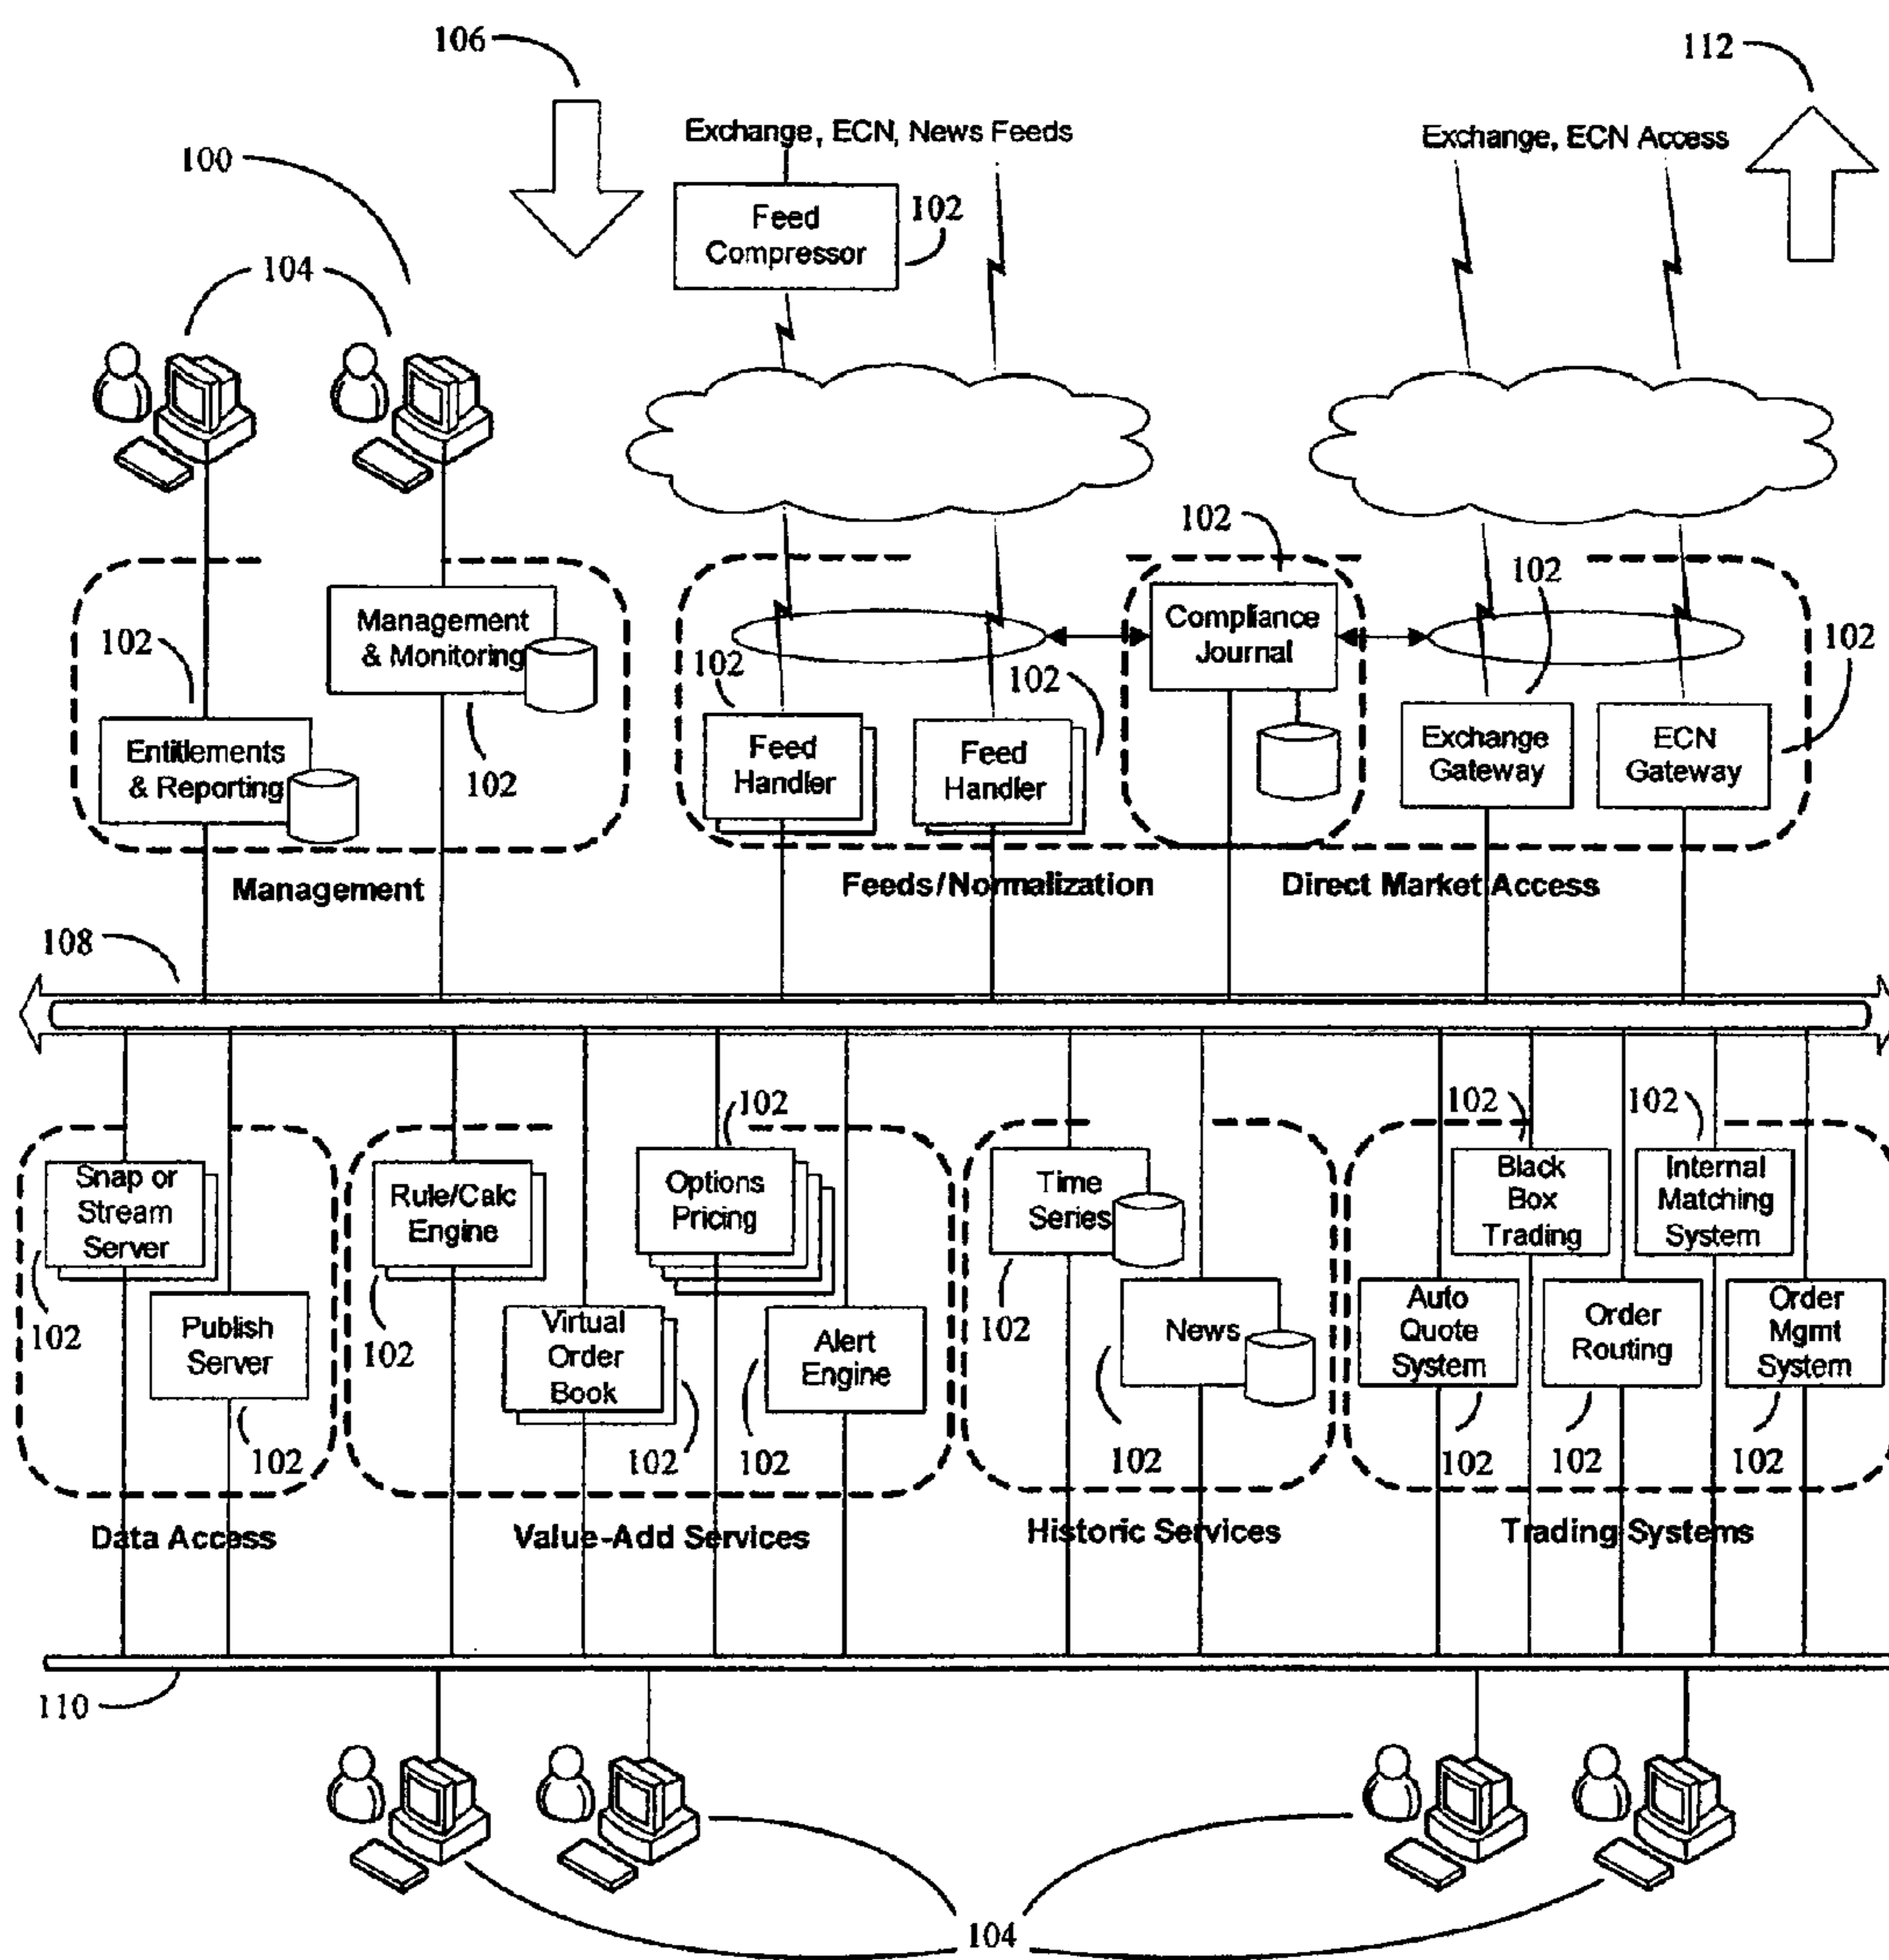 106
112
Exchange, ECN, News Feeds
Exchange, ECN Access
100
Feed
Compressor
102
104
102
Management
& Monitoring
102
Compliance
Journal
102
102
102
102
102
Entitlements
& Reporting
102
Feed
Handler
Feed
Handler
Exchange
Gateway
ECN
Gateway
Management
Feeds/Normalization
Direct Market Access
108
102
102
102
Snap or
Stream
Server
Rule/Calc
Engine
Options
Pricing
Time
Series
Black
Box
Trading
Internal
Matching
System
102
102
102
Publish
Server
Virtual
Order
Book
Alert
Engine
News
Auto
Quote
System
Order
Routing
Order
Mgmt
System
102
102
102
102
102
102
102
Data Access
Value-Add Services
Historic Services
Trading Systems
110
104